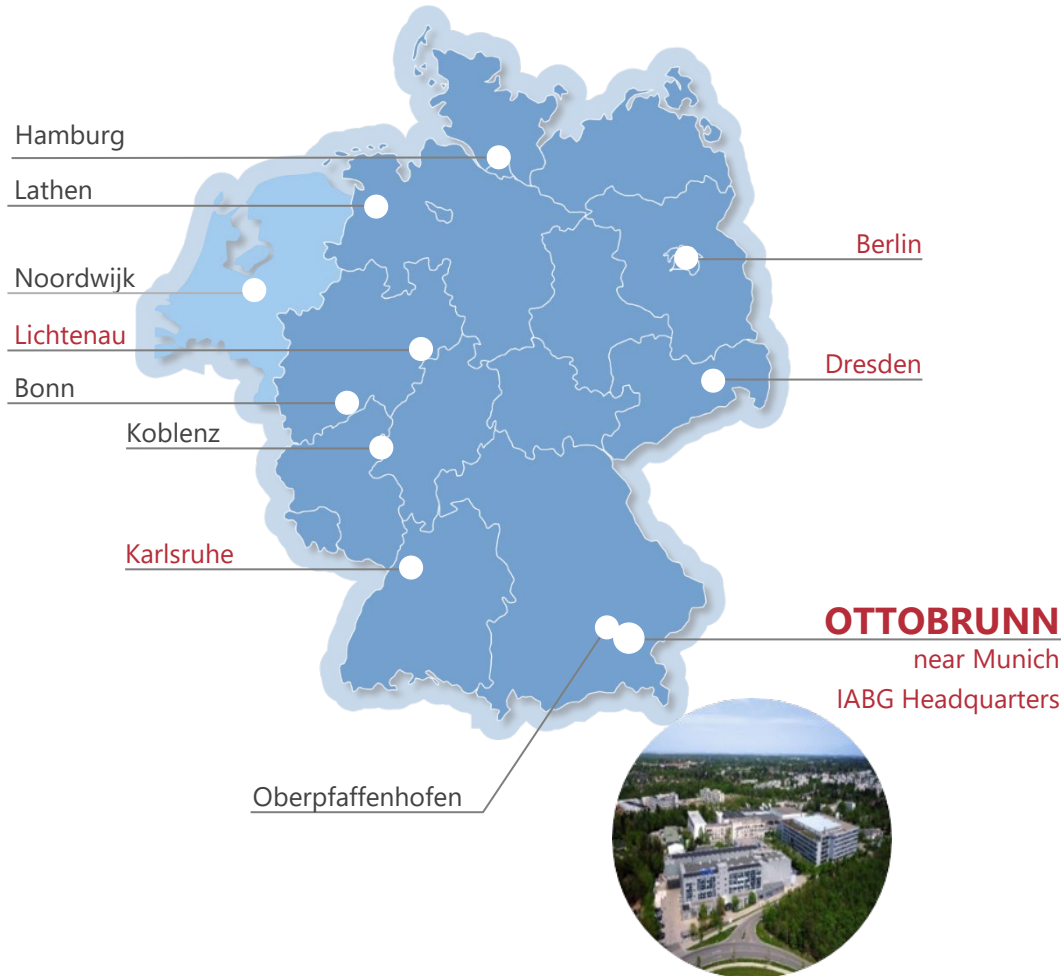 Hamburg
Lathen
Noordwijk
Lichtenau
Bonn
Koblenz
Karlsruhe
Berlin
Dresden
OTTOBRUNN
near Munich
IABG Headquarters
Oberpfaffenhofen